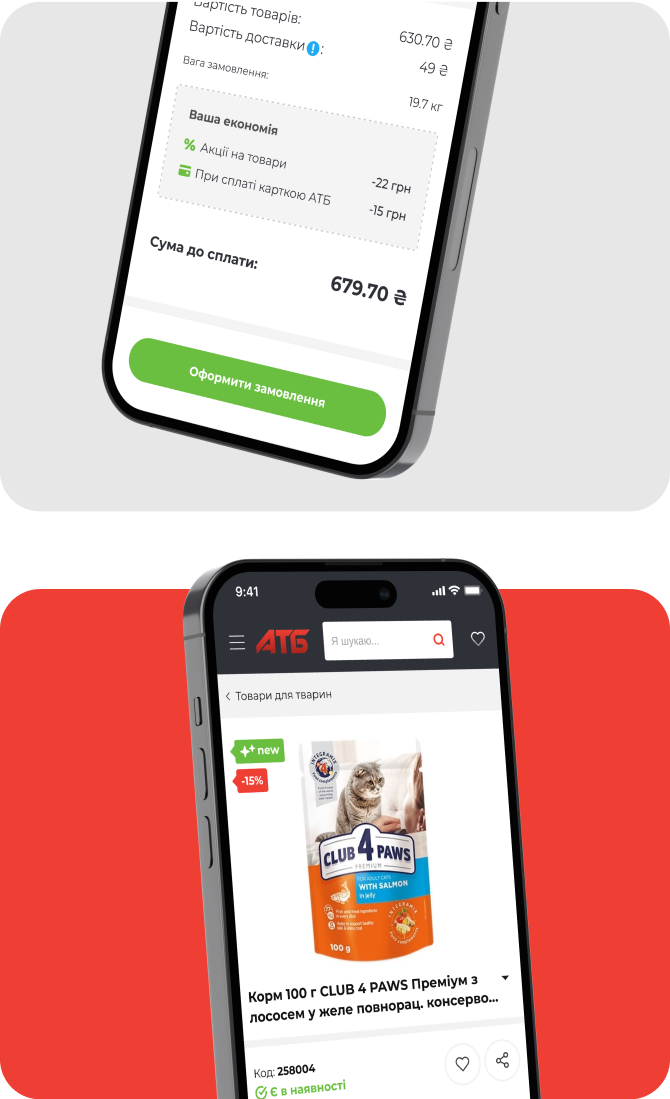 Вартість товарів:
630.70 ₴
Вартість доставки !:
49 ₴
Вага замовлення:
19.7 кг
Ваша економія
% Акції на товари
-22 грн
При сплаті карткою АТБ
-15 грн
Сума до сплати:
679.70 ₴
Оформити замовлення
9:41
АТБ
Я шукаю...
Товари для тварин
new
-15%
INTEGRAMIX
CLUB 4 PAWS
PREMIUM
FOR ADULT CATS
WITH SALMON
in jelly
INTEGRAMIX
100 g
Корм 100 г CLUB 4 PAWS Преміум з
лососем у желе повнорац. консерво...
Код: 258004
Є в наявності